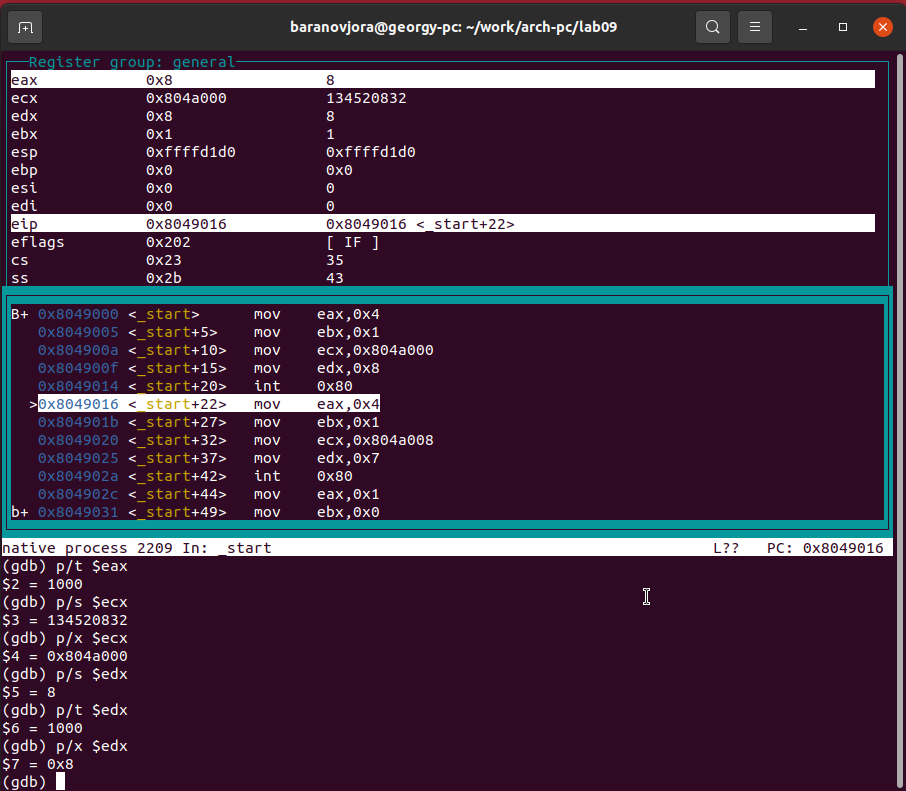 baranovjora@georgy-pc: ~/work/arch-pc/lab09
Register group: general
eax 0x8 8
ecx 0x804a000 134520832
edx 0x8 8
ebx 0x1 1
esp 0xffffd1d0 0xffffd1d0
ebp 0x0 0x0
esi 0x0 0
edi 0x0 0
eip 0x8049016 0x8049016 <_start+22>
eflags 0x202 [ IF ]
cs 0x23 35
ss 0x2b 43
B+ 0x8049000 <_start> mov eax,0x4
0x8049005 <_start+5> mov ebx,0x1
0x804900a <_start+10> mov ecx,0x804a000
0x804900f <_start+15> mov edx,0x8
0x8049014 <_start+20> int 0x80
>0x8049016 <_start+22> mov eax,0x4
0x804901b <_start+27> mov ebx,0x1
0x8049020 <_start+32> mov ecx,0x804a008
0x8049025 <_start+37> mov edx,0x7
0x804902a <_start+42> int 0x80
0x804902c <_start+44> mov eax,0x1
b+ 0x8049031 <_start+49> mov ebx,0x0
native process 2209 In: _start L?? PC: 0x8049016
(gdb) p/t $eax
$2 = 1000
(gdb) p/s $ecx
$3 = 134520832
(gdb) p/x $ecx
$4 = 0x804a000
(gdb) p/s $edx
$5 = 8
(gdb) p/t $edx
$6 = 1000
(gdb) p/x $edx
$7 = 0x8
(gdb)